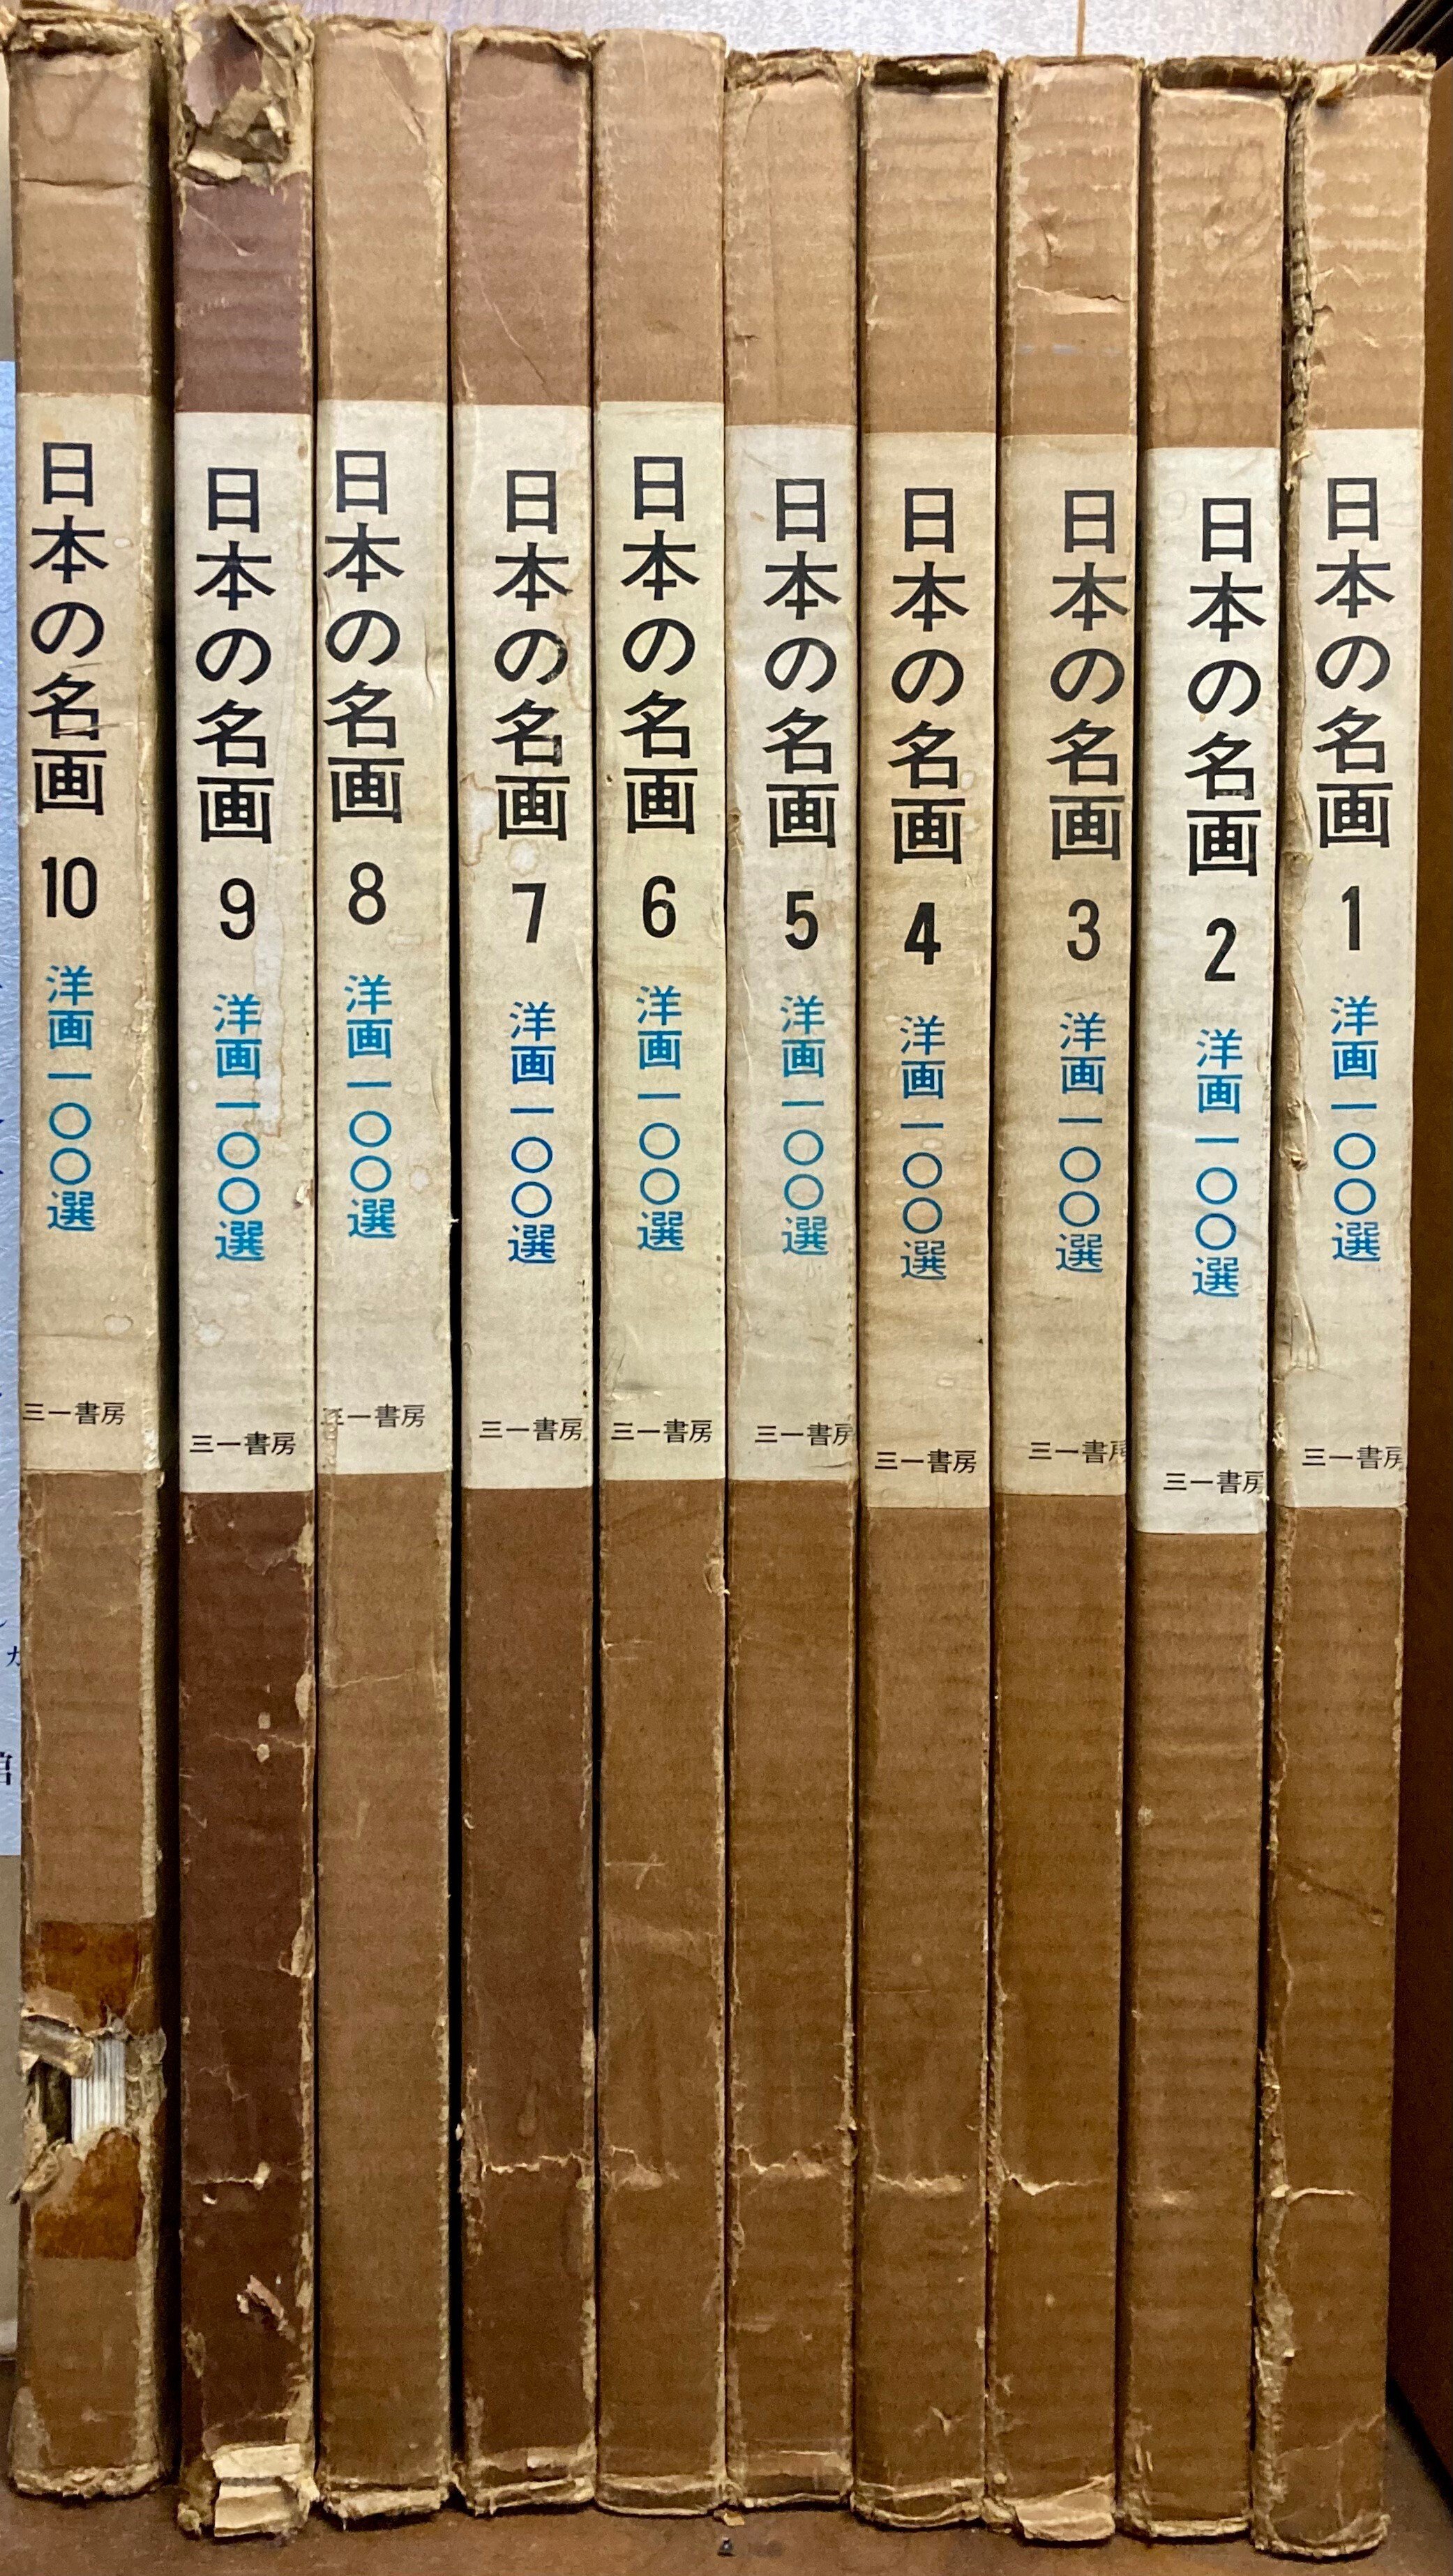 日本の名画 1 洋画一〇〇選
三一書房
日本の名画 2 洋画一〇〇選
三一書房
日本の名画 3 洋画一〇〇選
三一書房
日本の名画 4 洋画一〇〇選
三一書房
日本の名画 5 洋画一〇〇選
三一書房
日本の名画 6 洋画一〇〇選
三一書房
日本の名画 7 洋画一〇〇選
三一書房
日本の名画 8 洋画一〇〇選
三一書房
日本の名画 9 洋画一〇〇選
三一書房
日本の名画 10 洋画一〇〇選
三一書房